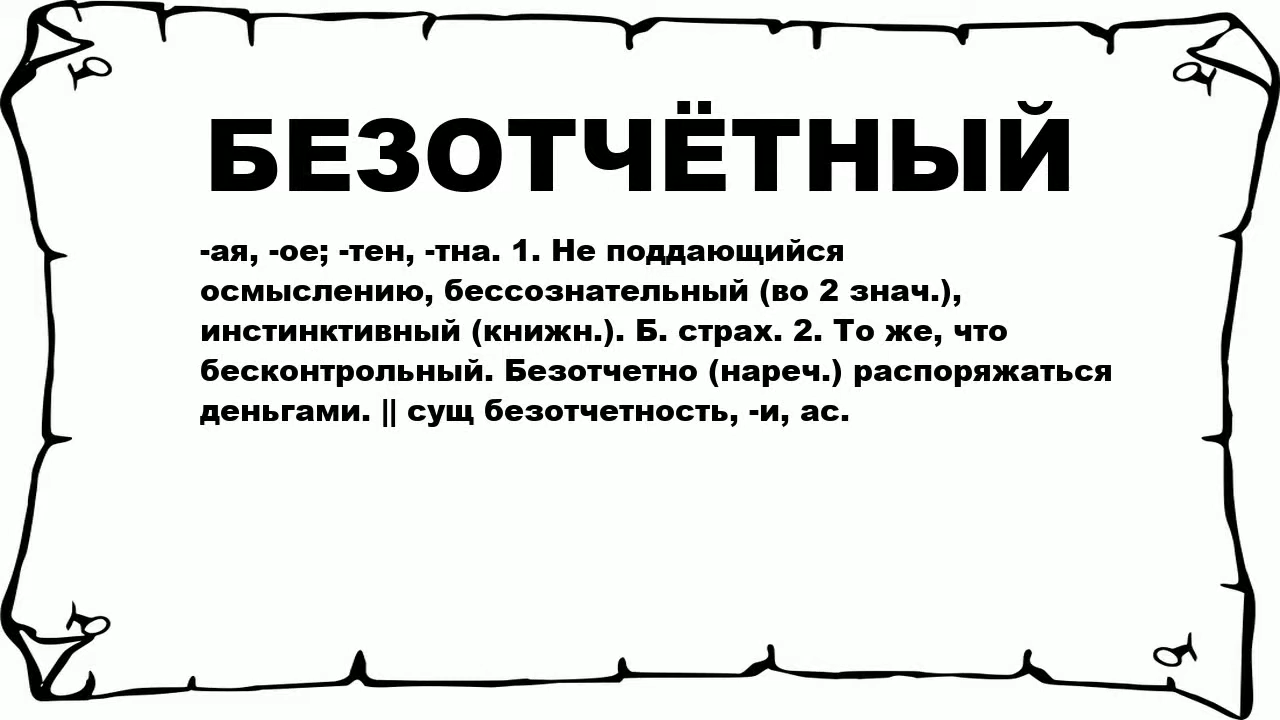 БЕЗОТЧЁТНЫЙ
-ая, -ое; -тен, -тна. 1. Не поддающийся
осмыслению, бессознательный (во 2 знач.),
инстинктивный (книжн.). Б. страх. 2. То же, что
бесконтрольный. Безотчетно (нареч.) распоряжаться
деньгами. || сущ безотчетность, -и, ас.